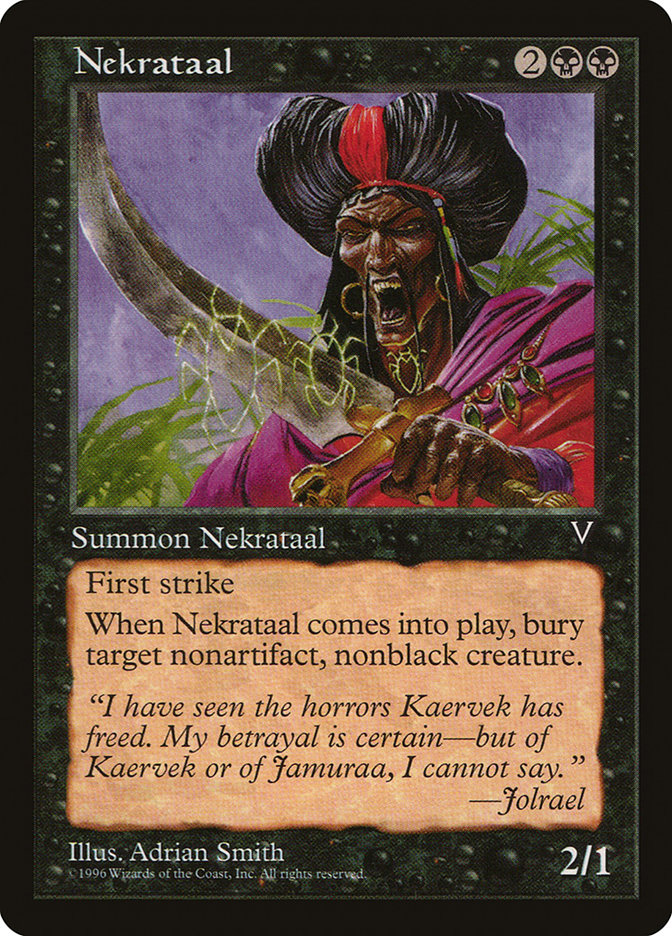 Nekrataal 2
Summon Nekrataal V
First strike
When Nekrataal comes into play, bury
target nonartifact, nonblack creature.
“I have seen the horrors Kaervek has
freed. My betrayal is certain—but of
Kaervek or of Jamuraa, I cannot say.”
—Jolrael
Illus. Adrian Smith
©1996 Wizards of the Coast, Inc. All rights reserved.
2/1